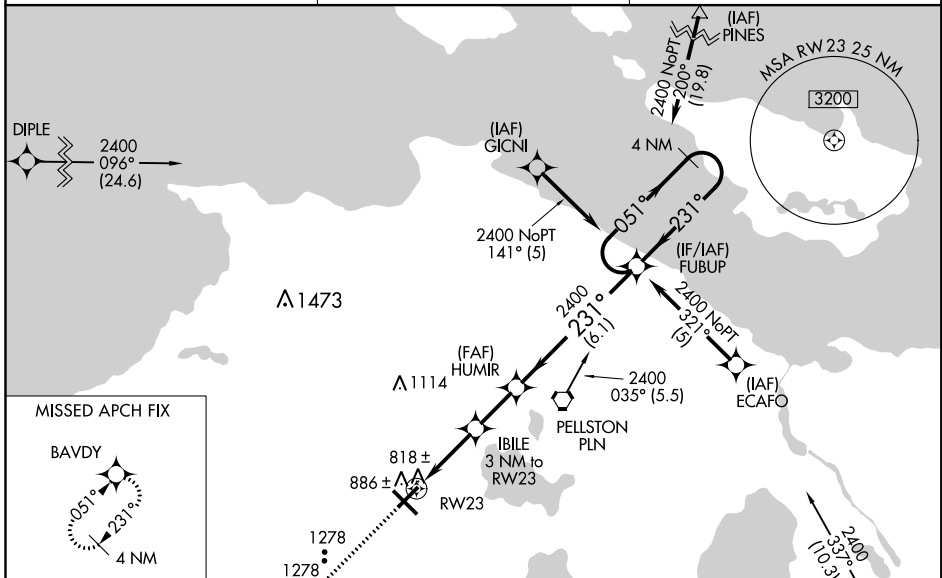 (IAF)
PINES
2400 NoPT
200°
(19.8)
MSA RW 23 25 NM
3200
DIPLE
2400
096°
(24.6)
(IAF)
GICNI
4 NM
051°
231°
2400 NoPT
141° (5)
(IF/IAF)
FUBUP
1473
2400
231°
(6.1)
2400 NoPT
321°
(5)
(FAF)
HUMIR
1114
2400
035° (5.5)
(IAF)
ECAFO
PELLSTON
PLN
MISSED APCH FIX
BAVDY
051°
231°
4 NM
IBILE
3 NM to
RW23
818 ±
886 ±
RW23
1278
1278
2400
337°
(10.3)